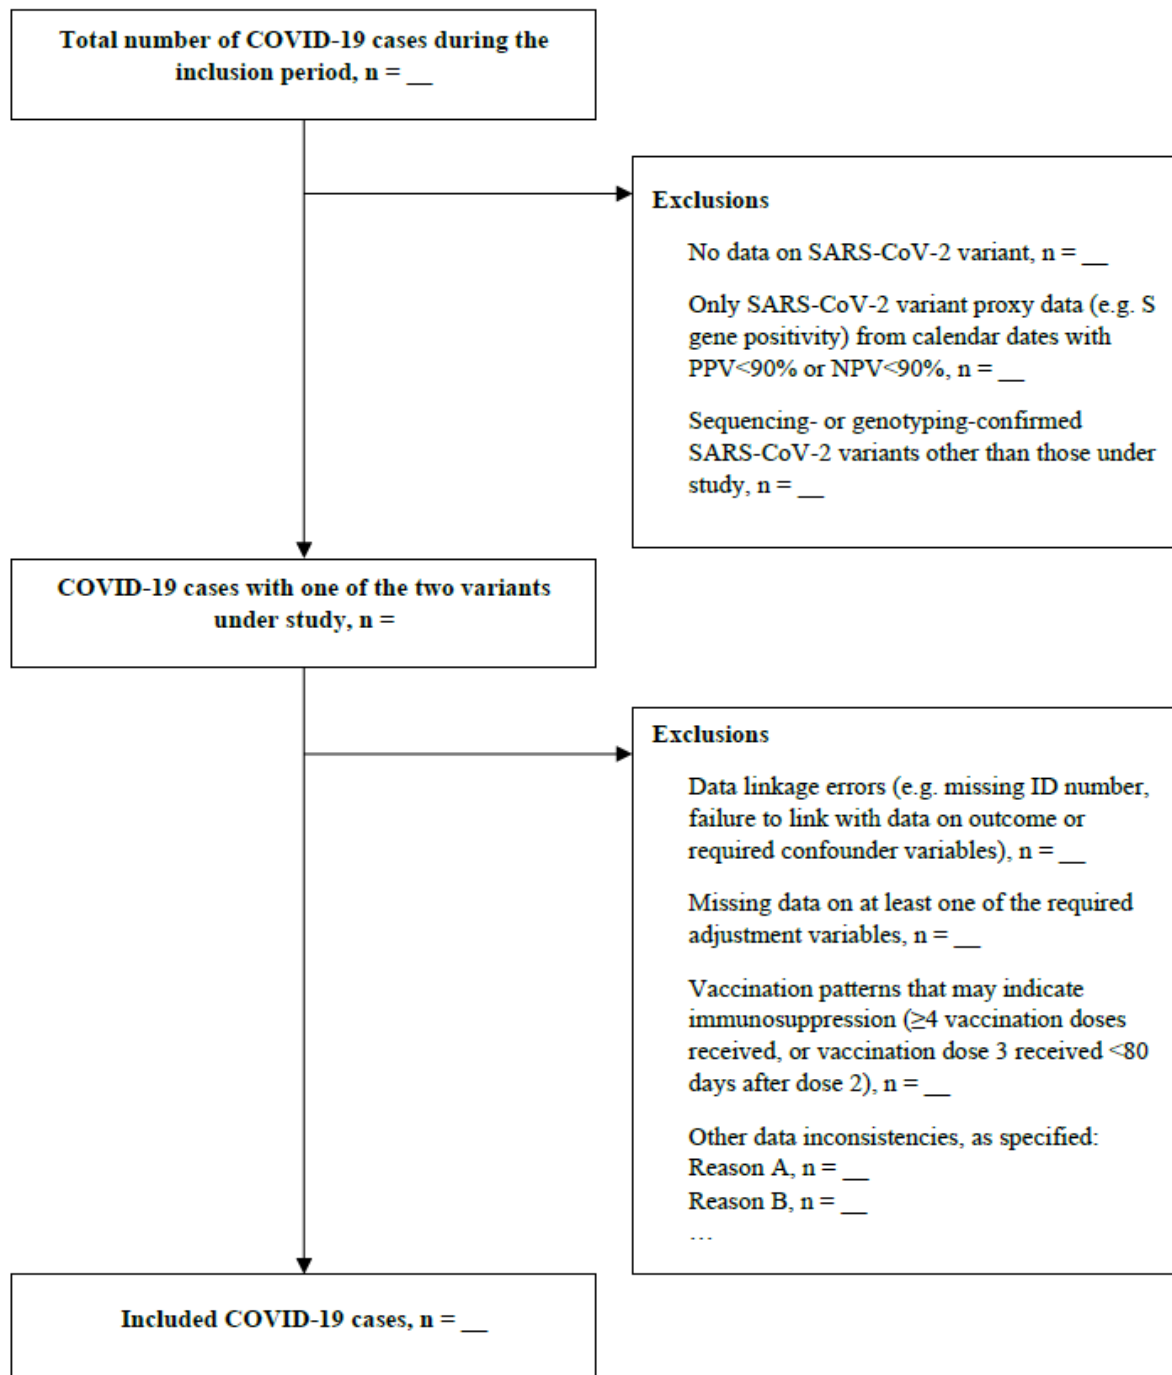 Total number of COVID-19 cases during the
inclusion period, n = __
Exclusions
No data on SARS-CoV-2 variant, n = __
Only SARS-CoV-2 variant proxy data (e.g. S
gene positivity) from calendar dates with
PPV<90% or NPV<90%, n = __
Sequencing- or genotyping-confirmed
SARS-CoV-2 variants other than those under
study, n = __
COVID-19 cases with one of the two variants
under study, n =
Exclusions
Data linkage errors (e.g. missing ID number,
failure to link with data on outcome or
required confounder variables), n = __
Missing data on at least one of the required
adjustment variables, n = __
Vaccination patterns that may indicate
immunosuppression (≥4 vaccination doses
received, or vaccination dose 3 received <80
days after dose 2), n = __
Other data inconsistencies, as specified:
Reason A, n = __
Reason B, n = __
…
Included COVID-19 cases, n = __